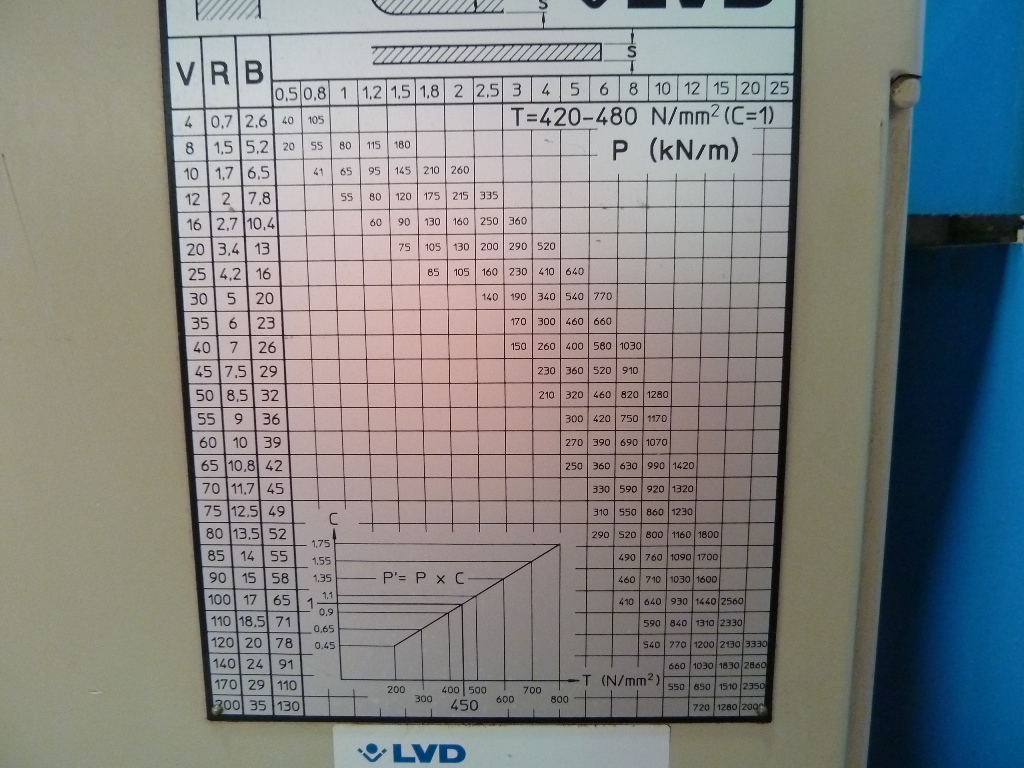 S LVD
S
V R B
0,5 0,8 1 1,2 1,5 1,8 2 2,5 3 4 5 6 8 10 12 15 20 25
4 0,7 2,6 40 105 T=420-480 N/mm² (C=1)
P (kN/m)
8 1,5 5,2 20 55 80 115 180
10 1,7 6,5 41 65 95 145 210 260
12 2 7,8 55 80 120 175 215 335
16 2,7 10,4 60 90 130 160 250 360
20 3,4 13 75 105 130 200 290 520
25 4,2 16 85 105 160 230 410 640
30 5 20 140 190 340 540 770
35 6 23 170 300 460 660
40 7 26 150 260 400 580 1030
45 7,5 29 230 360 520 910
50 8,5 32 210 320 460 820 1280
55 9 36 300 420 750 1170
60 10 39 270 390 690 1070
65 10,8 42 250 360 630 990 1420
70 11,7 45 330 590 920 1320
75 12,5 49 310 550 860 1230
80 13,5 52 290 520 800 1160 1800
85 14 55 490 760 1090 1700
90 15 58 460 710 1030 1600
100 17 65 410 640 930 1440 2560
110 18,5 71 590 840 1310 2330
120 20 78 540 770 1200 2130 3330
140 24 91 660 1030 1830 2860
170 29 110 550 850 1510 2350
200 35 130 720 1280 2000
C
1,75
1,55
1,35 P'= P x C
1,1
1
0,9
0,65
0,45
T (N/mm²)
200 300 400 450 500 600 700 800
LVD